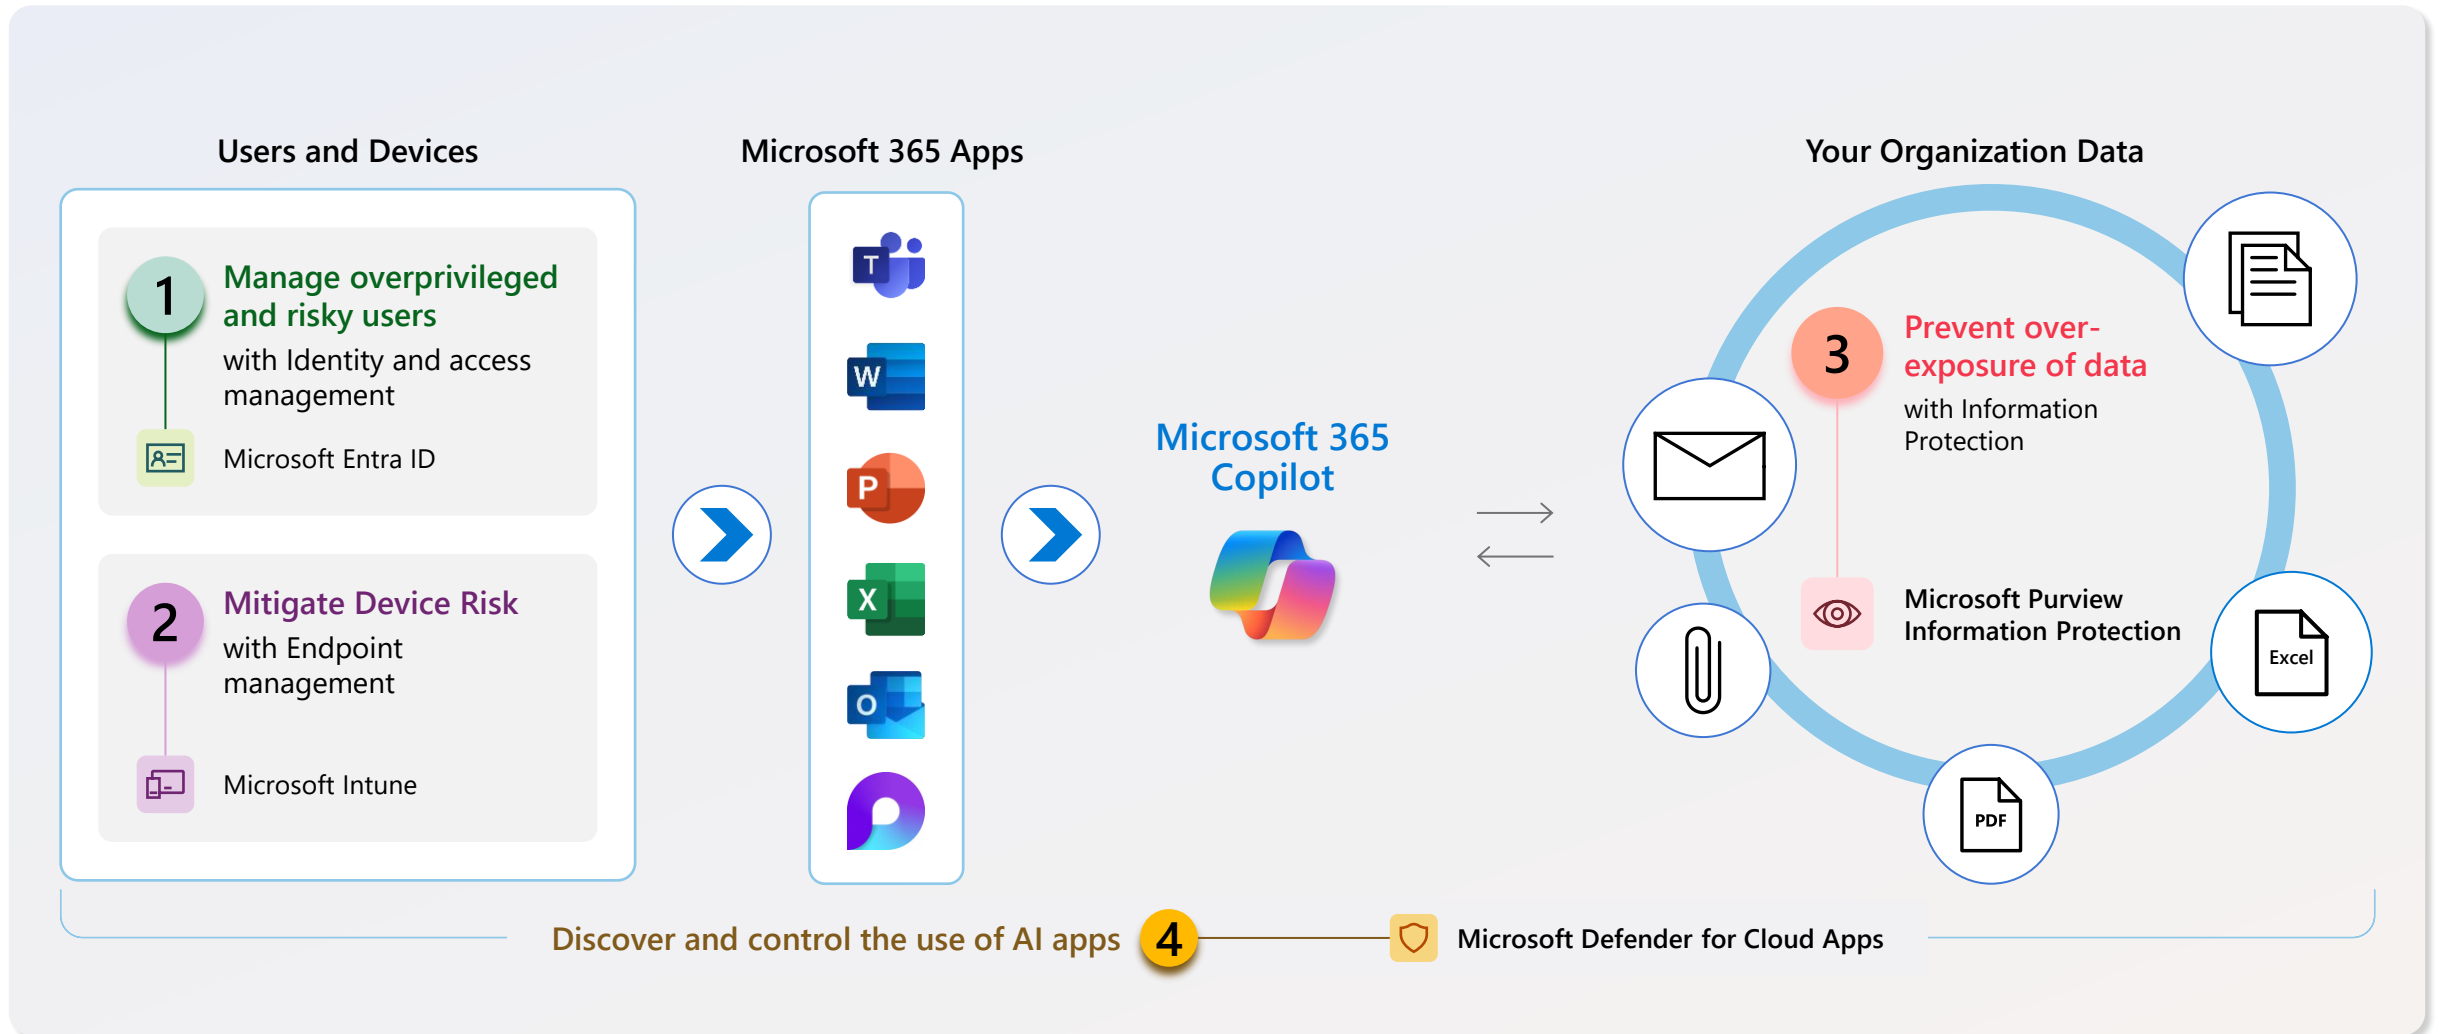 Users and Devices
1
Manage overprivileged
and risky users
with Identity and access
management
Microsoft Entra ID
2
Mitigate Device Risk
with Endpoint
management
Microsoft Intune
Microsoft 365 Apps
T
W
P
X
O
Microsoft 365
Copilot
Your Organization Data
3
Prevent over-
exposure of data
with Information
Protection
Microsoft Purview
Information Protection
Excel
PDF
Discover and control the use of AI apps
4
Microsoft Defender for Cloud Apps